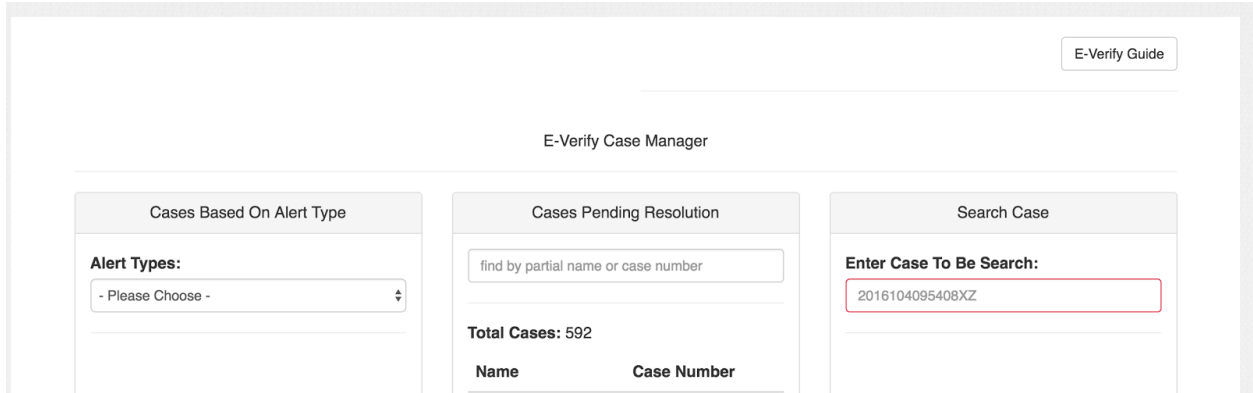 E-Verify Guide
E-Verify Case Manager
Cases Based On Alert Type
Alert Types:
- Please Choose -
Cases Pending Resolution
find by partial name or case number
Total Cases: 592
Name Case Number
Search Case
Enter Case To Be Search:
2016104095408XZ